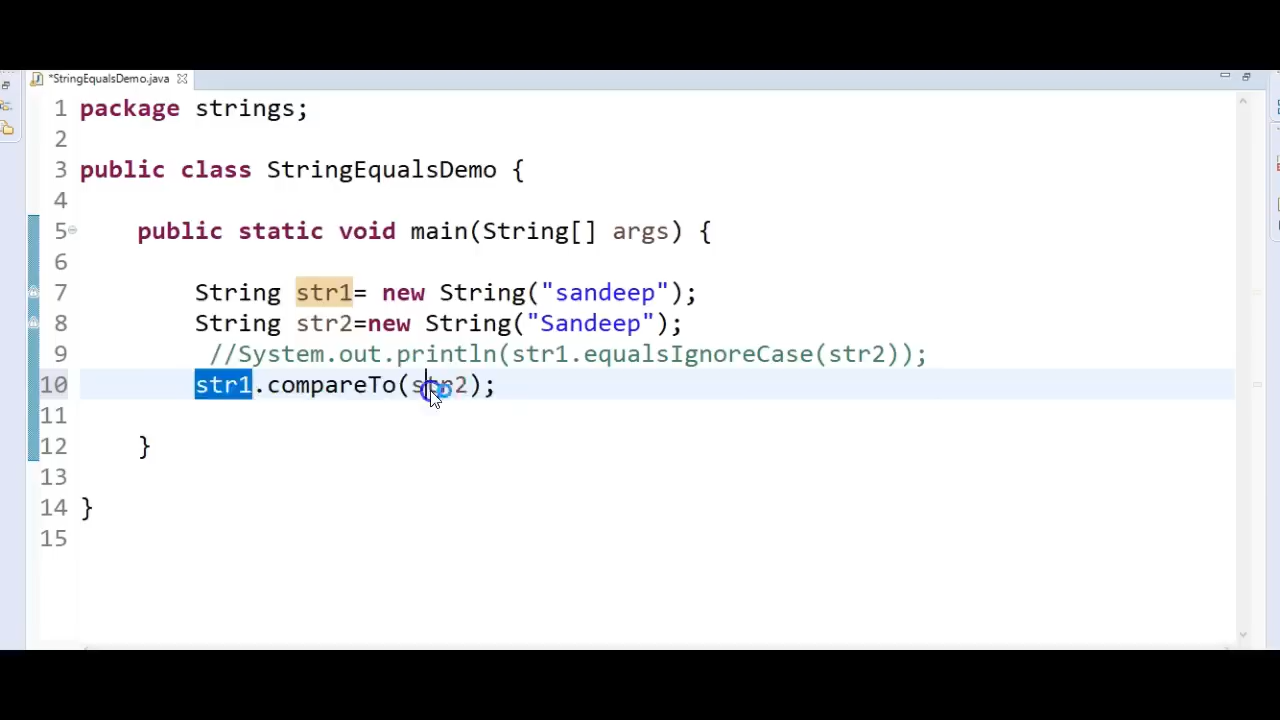 *StringEqualsDemo.java
1 package strings;
2
3 public class StringEqualsDemo {
4
5 public static void main(String[] args) {
6
7 String str1= new String("sandeep");
8 String str2=new String("Sandeep");
9 //System.out.println(str1.equalsIgnoreCase(str2));
10 str1.compareTo(str2);
11
12 }
13
14 }
15